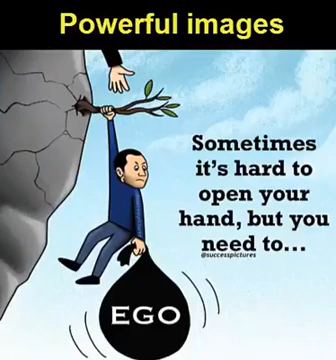 Powerful images
Sometimes
it's hard to
open your
hand, but you
need to...
@successpictures
EGO